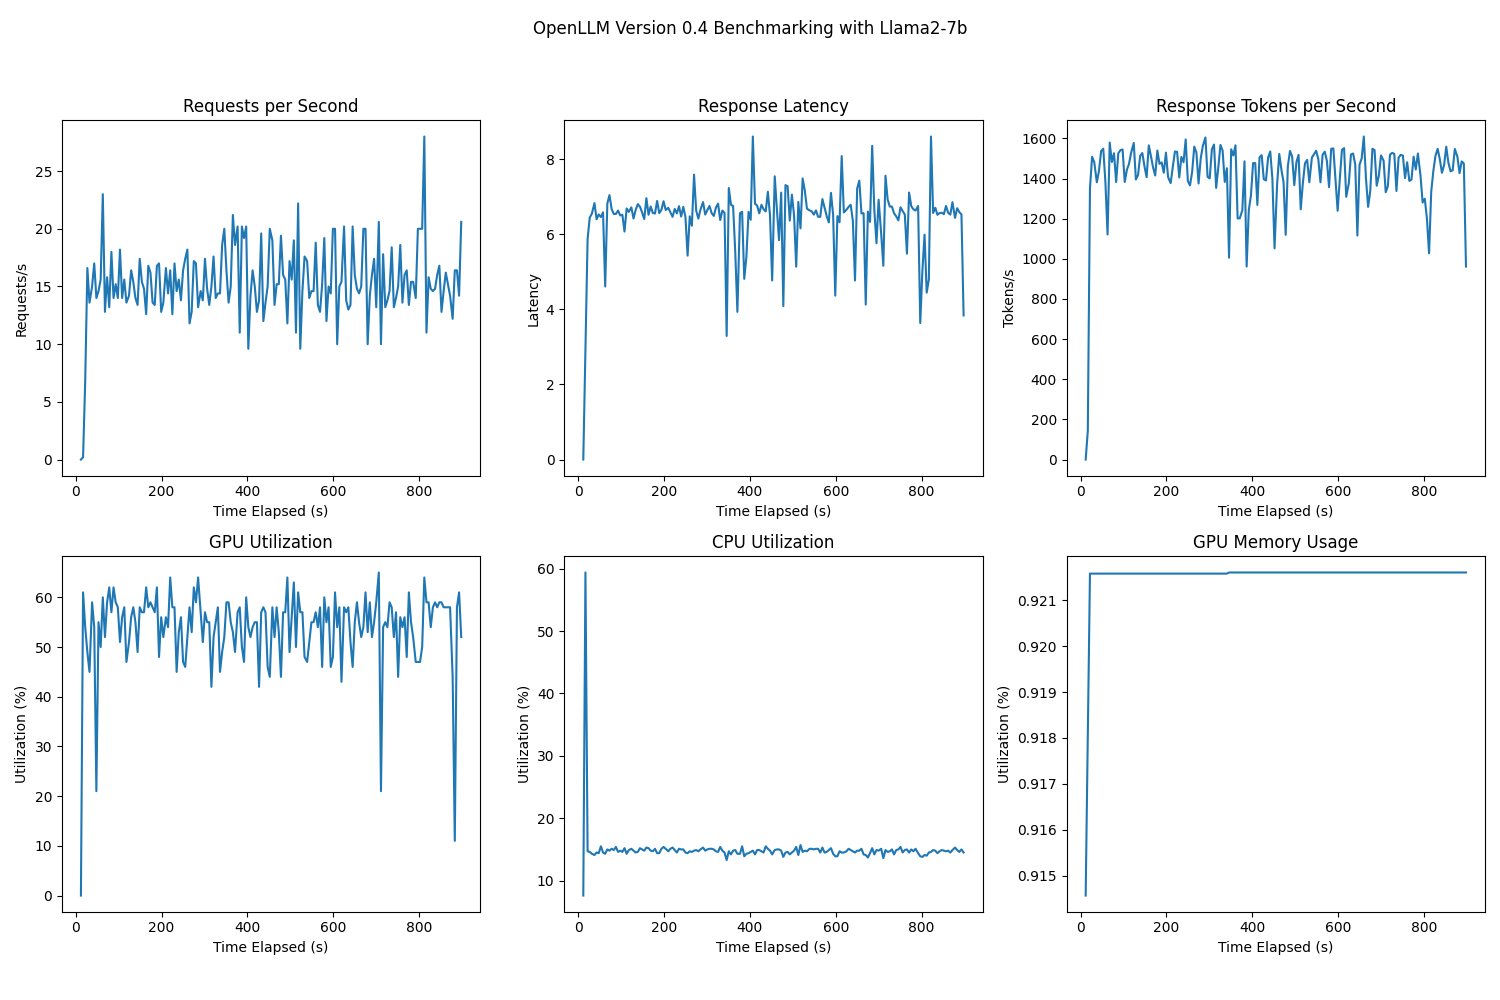 OpenLLM Version 0.4 Benchmarking with Llama2-7b
Requests per Second
Requests/s
25
20
15
10
5
0
0 200 400 600 800
Time Elapsed (s)
Response Latency
Latency
8
6
4
2
0
0 200 400 600 800
Time Elapsed (s)
Response Tokens per Second
Tokens/s
1600
1400
1200
1000
800
600
400
200
0
0 200 400 600 800
Time Elapsed (s)
GPU Utilization
Utilization (%)
60
50
40
30
20
10
0
0 200 400 600 800
Time Elapsed (s)
CPU Utilization
Utilization (%)
60
50
40
30
20
10
0 200 400 600 800
Time Elapsed (s)
GPU Memory Usage
Utilization (%)
0.921
0.920
0.919
0.918
0.917
0.916
0.915
0 200 400 600 800
Time Elapsed (s)